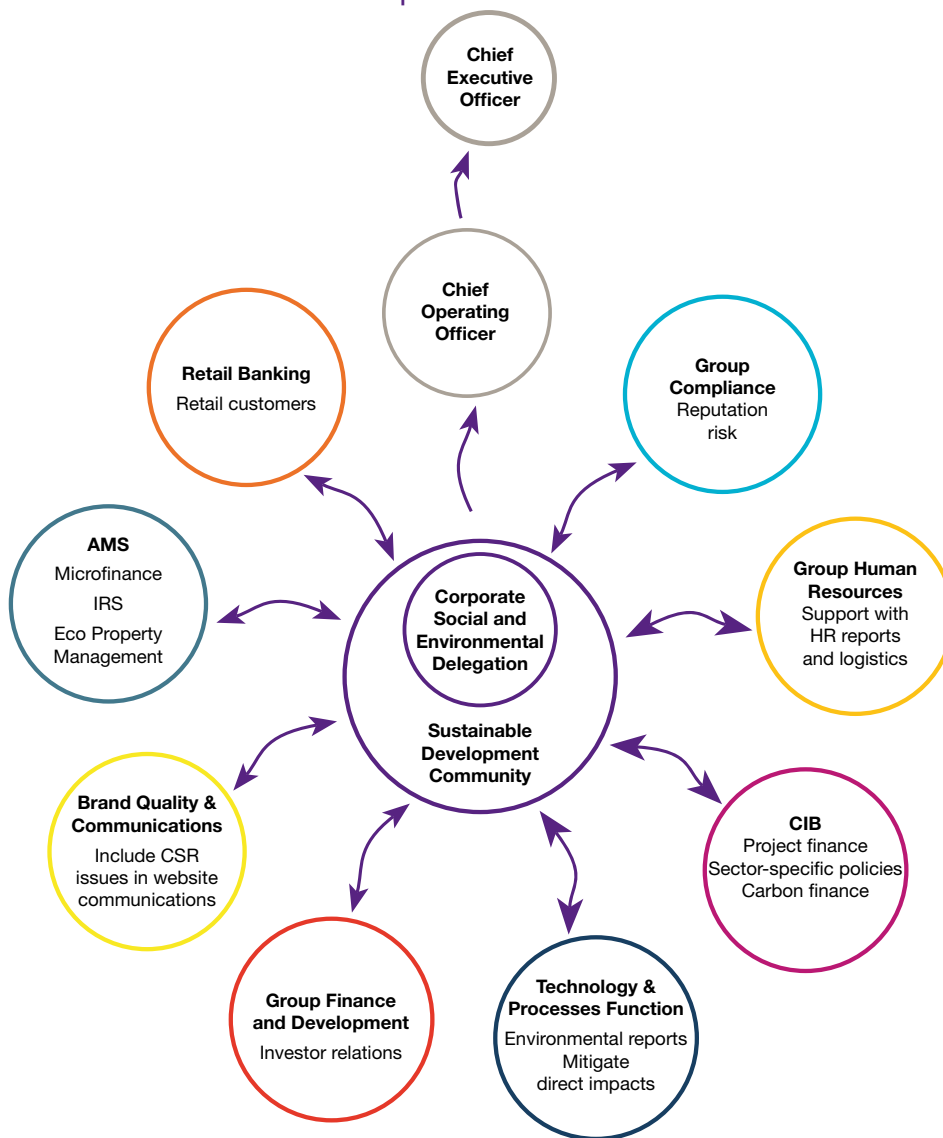 Chief
Executive
Officer
Chief
Operating
Officer
Retail Banking
Retail customers
Group
Compliance
Reputation
risk
AMS
Microfinance
IRS
Eco Property
Management
Corporate
Social and
Environmental
Delegation
Sustainable
Development
Community
Group Human
Resources
Support with
HR reports
and logistics
Brand Quality &
Communications
Include CSR
issues in website
communications
CIB
Project finance
Sector-specific policies
Carbon finance
Group Finance
and Development
Investor relations
Technology &
Processes Function
Environmental reports
Mitigate
direct impacts